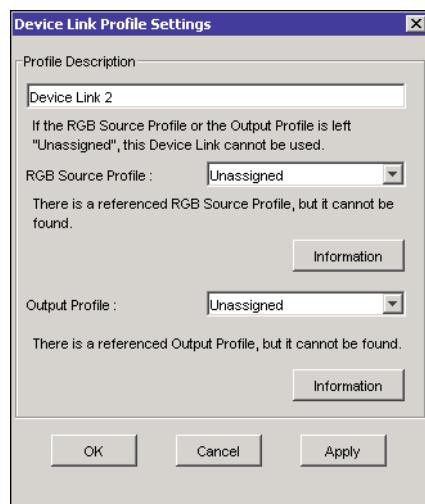 Device Link Profile Settings
Profile Description
Device Link 2
If the RGB Source Profile or the Output Profile is left
"Unassigned", this Device Link cannot be used.
RGB Source Profile : Unassigned
There is a referenced RGB Source Profile, but it cannot be
found.
Information
Output Profile : Unassigned
There is a referenced Output Profile, but it cannot be found.
Information
OK Cancel Apply